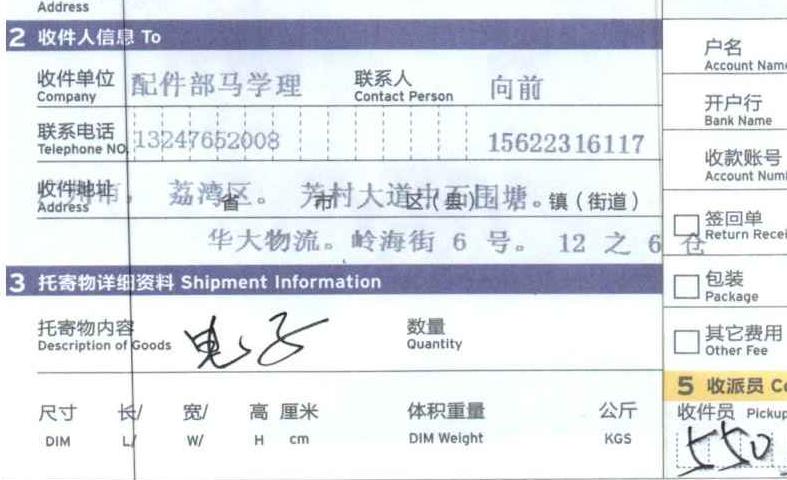 Address
2 收件人信息 To
收件单位 配件部马学理 联系人 向前
Company Contact Person
联系电话 13247652008 15622316117
Telephone NO.
收件地址 州市, 荔湾区。 芳村大道中面围塘。
Address 省 市 区(县) 镇(街道)
华大物流。岭海街 6 号。 12 之 6 仓
3 托寄物详细资料 Shipment Information
托寄物内容 电子 数量
Description of Goods Quantity
尺寸 长/ 宽/ 高 厘米 体积重量 公斤
DIM L/ W/ H cm DIM Weight KGS
户名
Account Name
开户行
Bank Name
收款账号
Account Num
签回单
Return Recei
包装
Package
其它费用
Other Fee
5 收派员 Co
收件员 Pickup
550